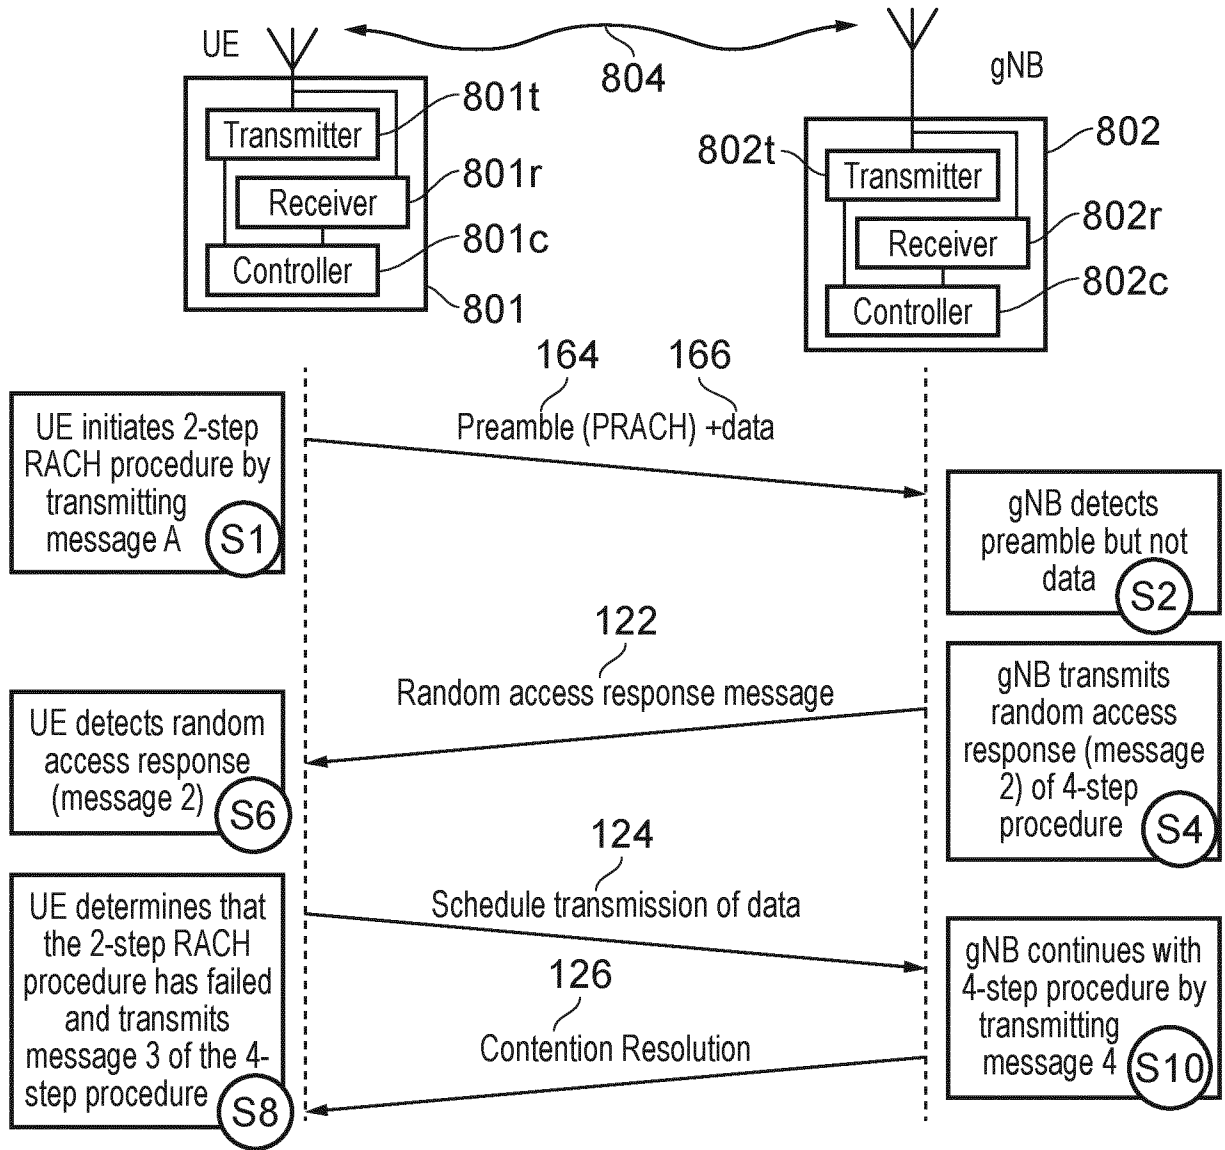 UE
804
gNB
801t
Transmitter
801r
Receiver
801c
Controller
801
802t
802
Transmitter
802r
Receiver
802c
Controller
164
166
Preamble (PRACH) +data
UE initiates 2-step
RACH procedure by
transmitting
message A
S1
gNB detects
preamble but not
data
S2
122
Random access response message
gNB transmits
random access
response (message
2) of 4-step
procedure
S4
UE detects random
access response
(message 2)
S6
124
Schedule transmission of data
UE determines that
the 2-step RACH
procedure has failed
and transmits
message 3 of the 4-
step procedure
S8
126
Contention Resolution
gNB continues with
4-step procedure by
transmitting
message 4
S10